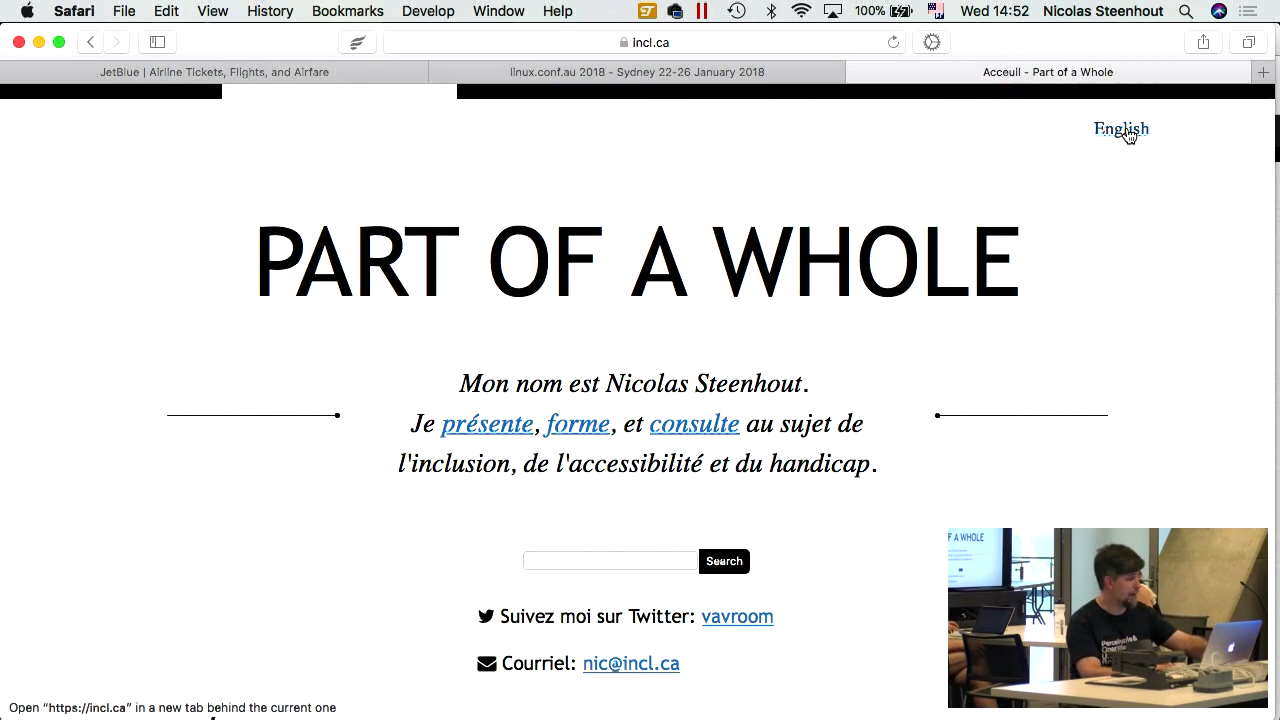 Safari File Edit View History Bookmarks Develop Window Help 100% Wed 14:52 Nicolas Steenhout
incl.ca
JetBlue | Airline Tickets, Flights, and Airfare
linux.conf.au 2018 - Sydney 22-26 January 2018
Acceuil - Part of a Whole
English
PART OF A WHOLE
Mon nom est Nicolas Steenhout.
Je présente, forme, et consulte au sujet de
l'inclusion, de l'accessibilité et du handicap.
Search
Suivez moi sur Twitter: vavroom
Courriel: nic@incl.ca
F A WHOLE
Open "https://incl.ca" in a new tab behind the current one